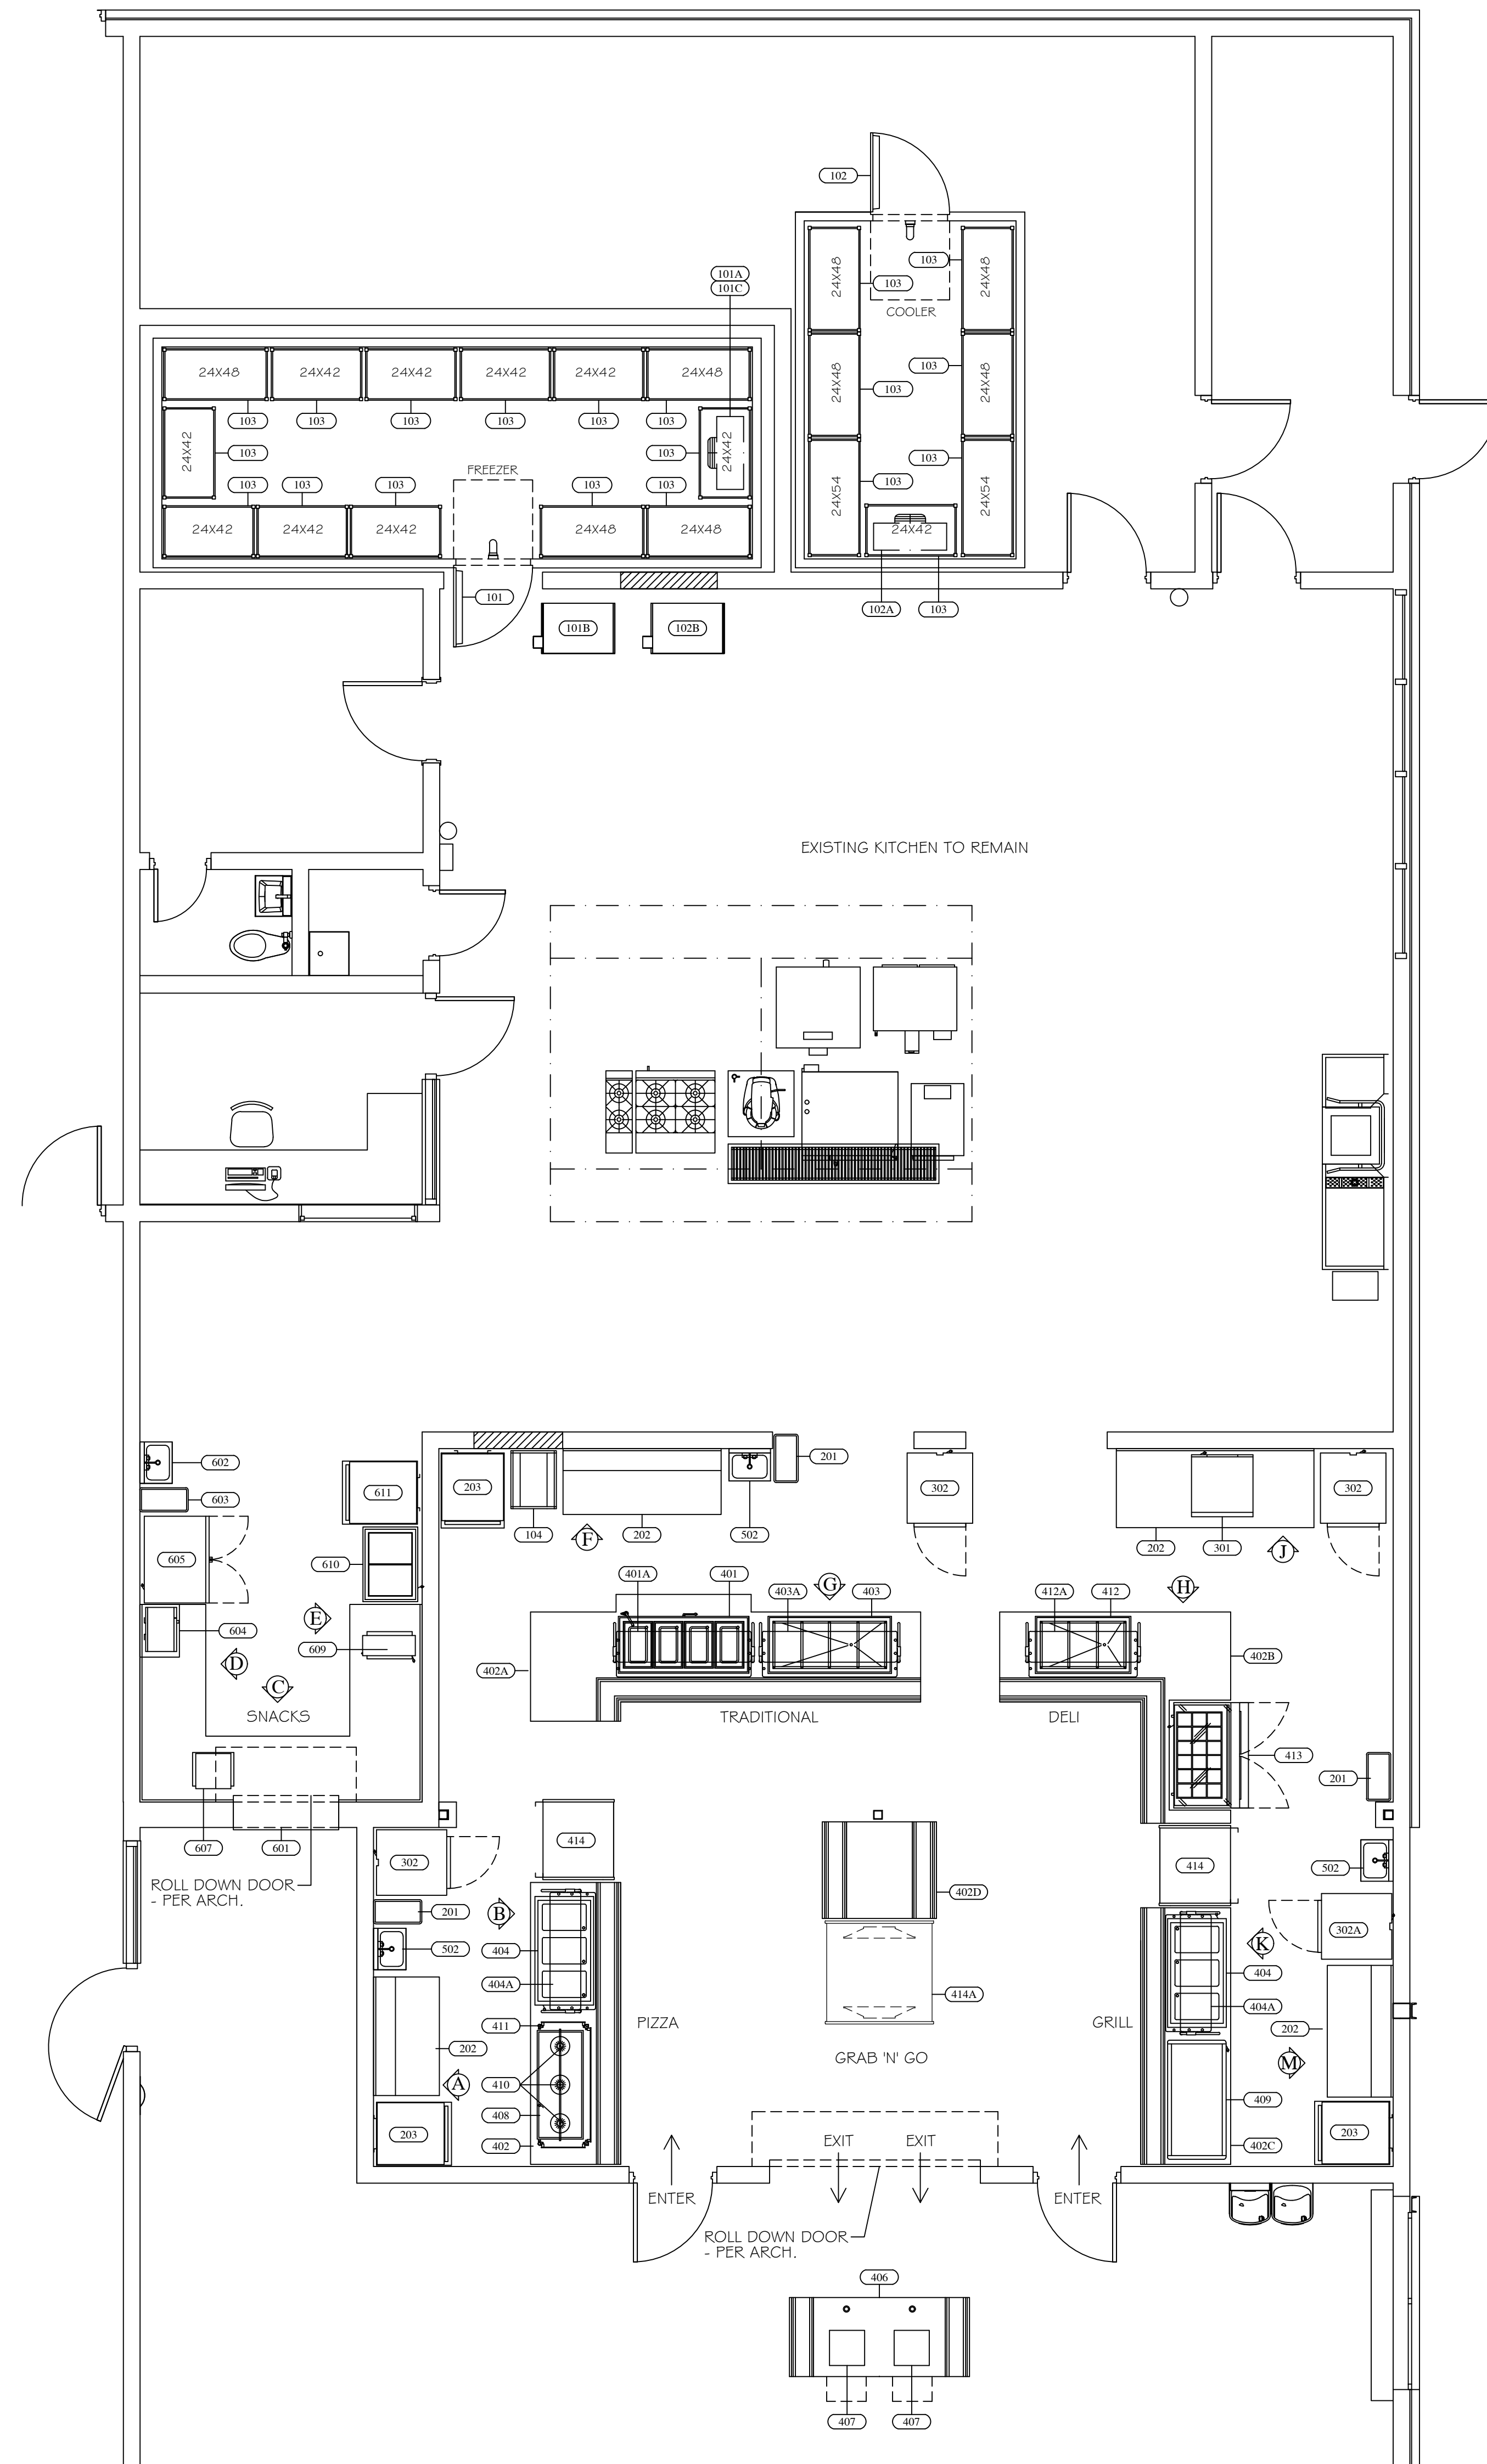 102
101A
101C
24X48
103
103
24X48
COOLER
24X48
103
103
24X48
24X54
103
103
24X54
24X42
102A
103
24X48
24X42
24X42
24X42
24X42
24X48
103
103
103
103
103
103
24X42
103
103
24X42
FREEZER
103
103
103
103
103
24X42
24X42
24X42
24X48
24X48
101
101B
102B
EXISTING KITCHEN TO REMAIN
602
603
611
605
610
604
E
609
D
C
SNACKS
607
601
ROLL DOWN DOOR
- PER ARCH.
203
104
F
202
502
201
302
202
301
J
302
401A
401
403A
G
403
412A
412
H
402A
402B
TRADITIONAL
DELI
413
201
302
414
414
502
201
B
402D
302A
502
404
K
404
404A
414A
404A
411
PIZZA
GRILL
202
202
GRAB 'N' GO
M
A
410
409
408
203
402
402C
203
EXIT
EXIT
ENTER
ENTER
ROLL DOWN DOOR
- PER ARCH.
406
407
407